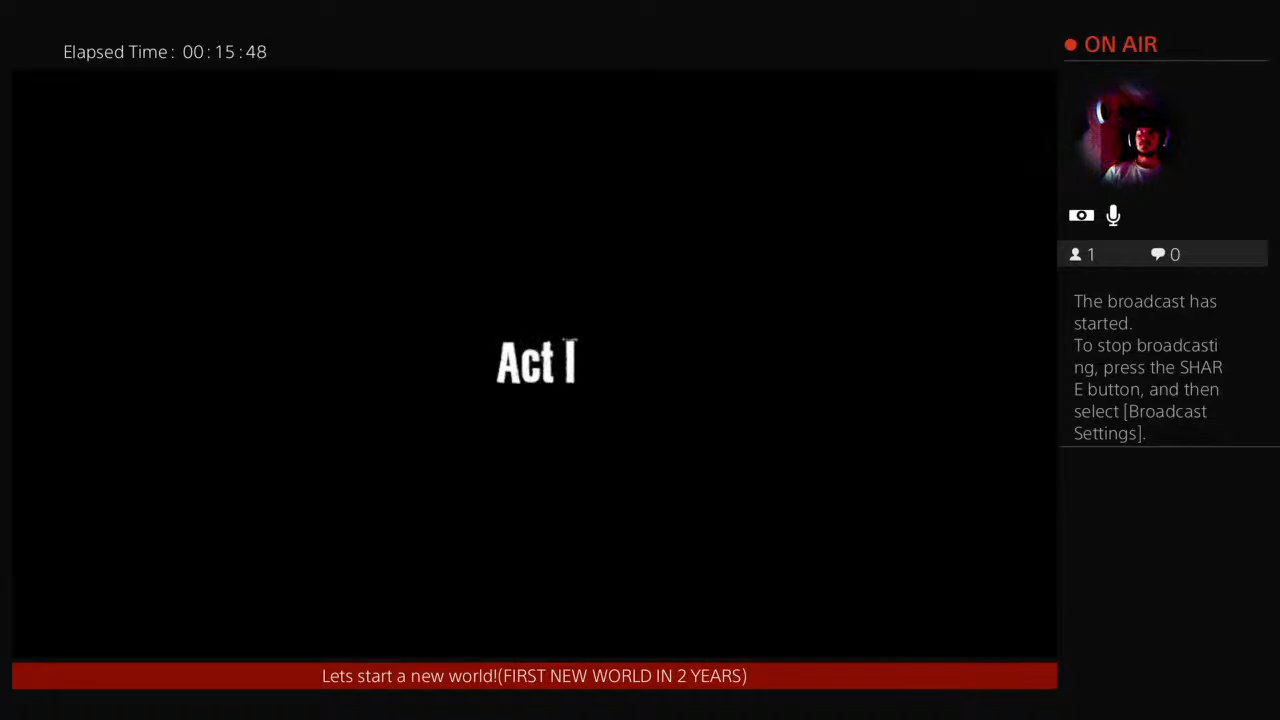 Elapsed Time: 00:15:48
ON AIR
1 0
The broadcast has
started.
To stop broadcasti
ng, press the SHAR
E button, and then
select [Broadcast
Settings].
Act I
Lets start a new world!(FIRST NEW WORLD IN 2 YEARS)